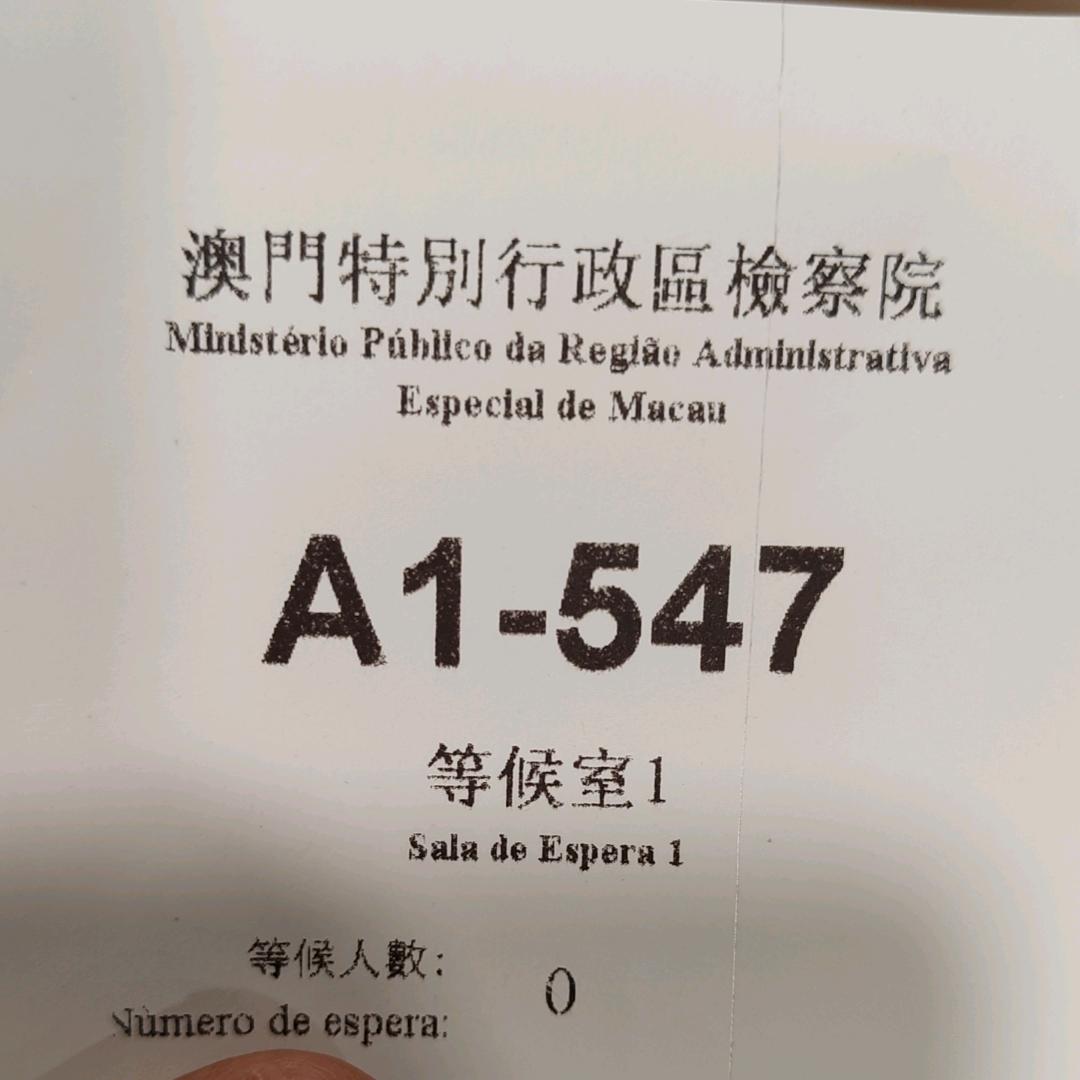 澳門特別行政區檢察院
Ministério Público da Região Administrativa
Especial de Macau
A1-547
等候室1
Sala de Espera 1
等候人數: 0
Número de espera: